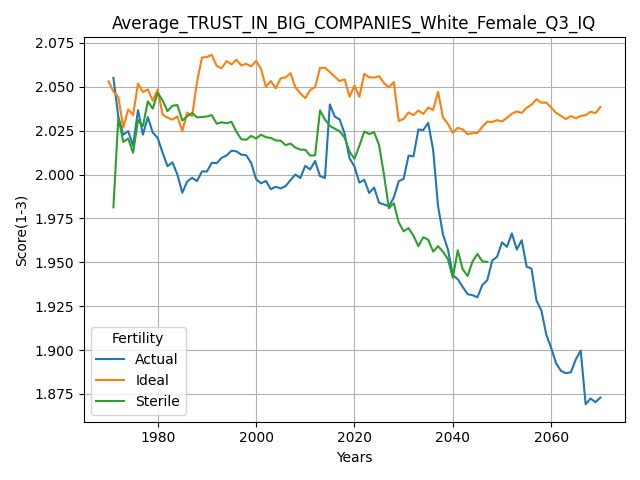 Average_TRUST_IN_BIG_COMPANIES_White_Female_Q3_IQ
2.075
2.050
2.025
2.000
1.975
1.950
1.925
1.900
1.875
Score(1-3)
Fertility
Actual
Ideal
Sterile
1980 2000 2020 2040 2060
Years